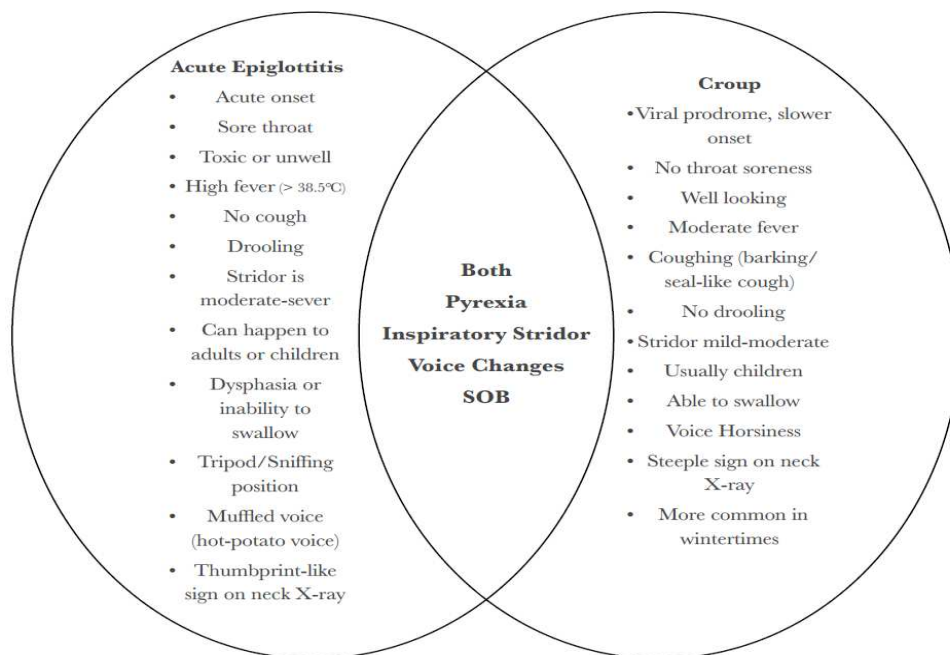 Acute Epiglottitis
• Acute onset
• Sore throat
• Toxic or unwell
• High fever (> 38.5ºC)
• No cough
• Drooling
• Stridor is
moderate-sever
• Can happen to
adults or children
• Dysphasia or
inability to
swallow
• Tripod/Sniffing
position
• Muffled voice
(hot-potato voice)
• Thumbprint-like
sign on neck X-ray
Both
Pyrexia
Inspiratory Stridor
Voice Changes
SOB
Croup
•Viral prodrome, slower
onset
• No throat soreness
• Well looking
• Moderate fever
• Coughing (barking/
seal-like cough)
• No drooling
•Stridor mild-moderate
• Usually children
• Able to swallow
• Voice Horsiness
• Steeple sign on neck
X-ray
• More common in
wintertimes